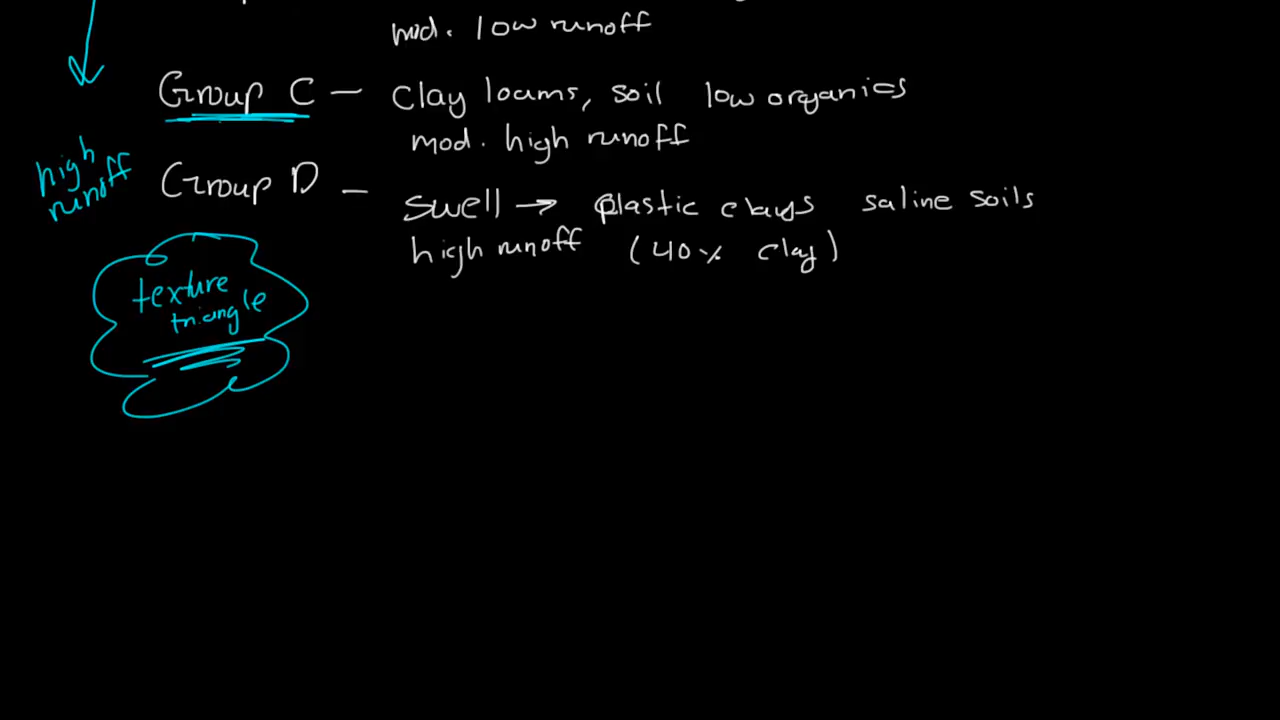 mod. low runoff
Group C — clay loams, soil low organics
mod. high runoff
high runoff
Group D — swell → plastic clays saline soils
high runoff (40% clay)
texture
triangle